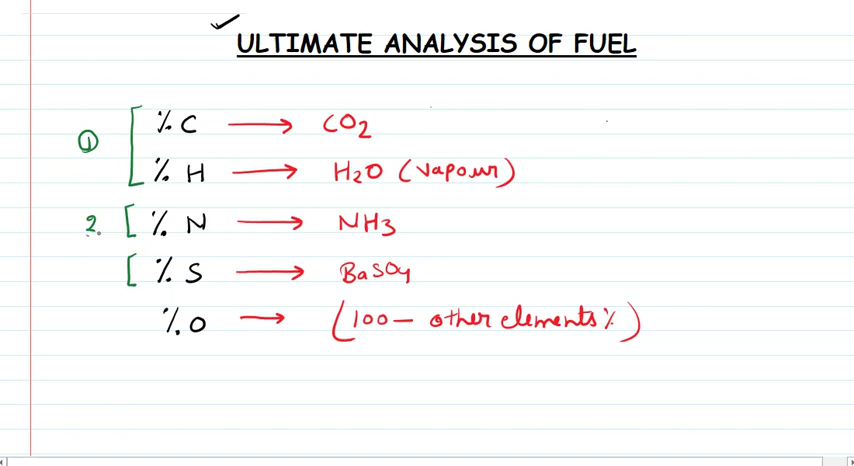 ULTIMATE ANALYSIS OF FUEL
① % C → CO2
% H → H2O (vapour)
2. % N → NH3
% S → BaSO4
% O → (100 - other elements %)